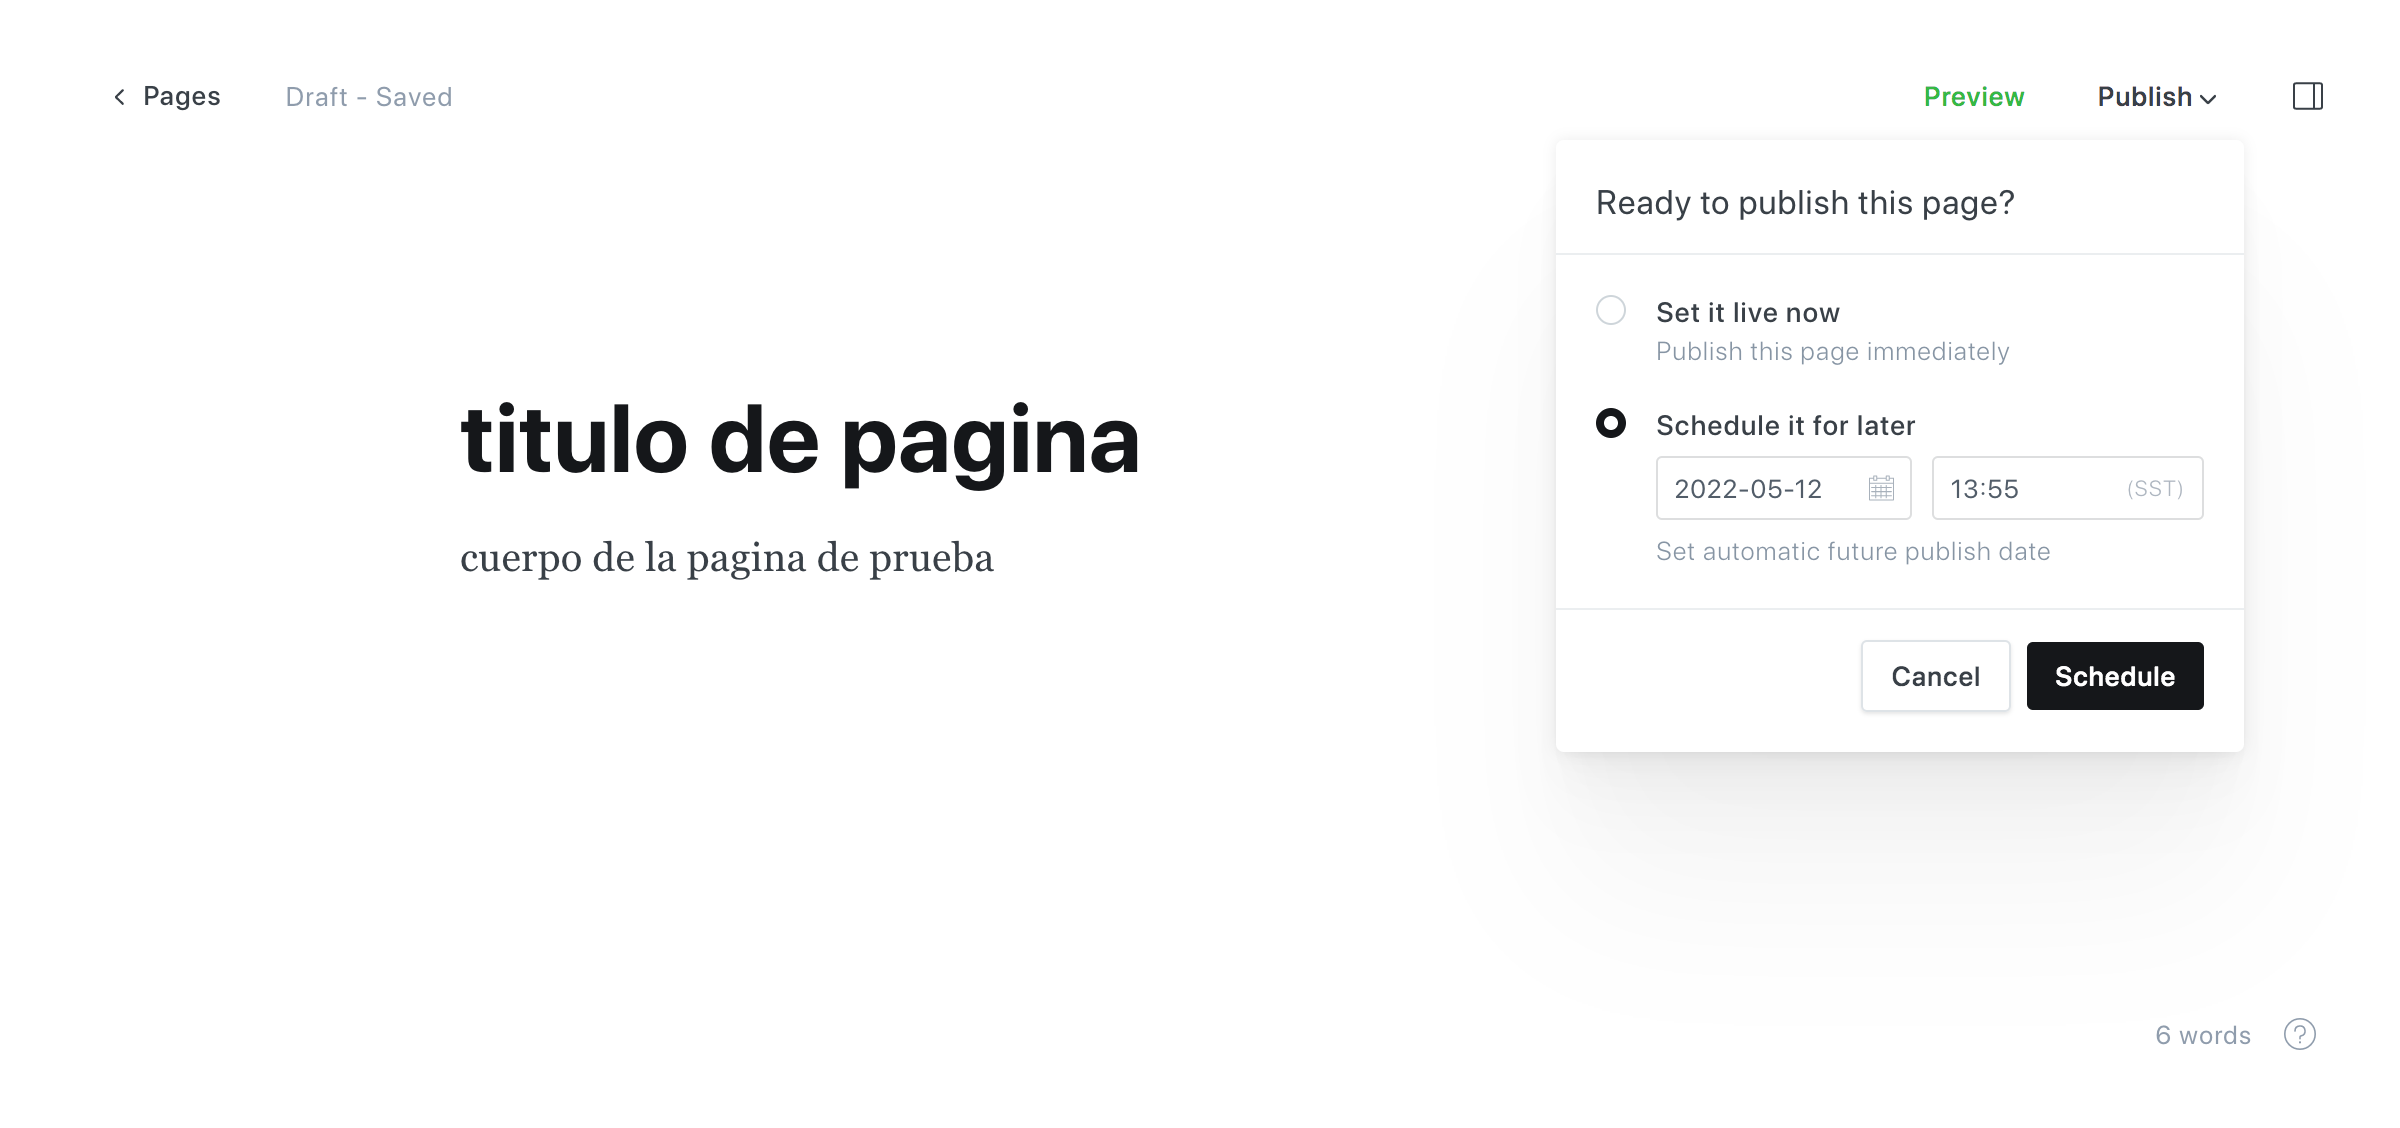 Pages
Draft - Saved
Preview
Publish
Ready to publish this page?
Set it live now
Publish this page immediately
Schedule it for later
2022-05-12
13:55
(SST)
Set automatic future publish date
Cancel
Schedule
titulo de pagina
cuerpo de la pagina de prueba
6 words
?